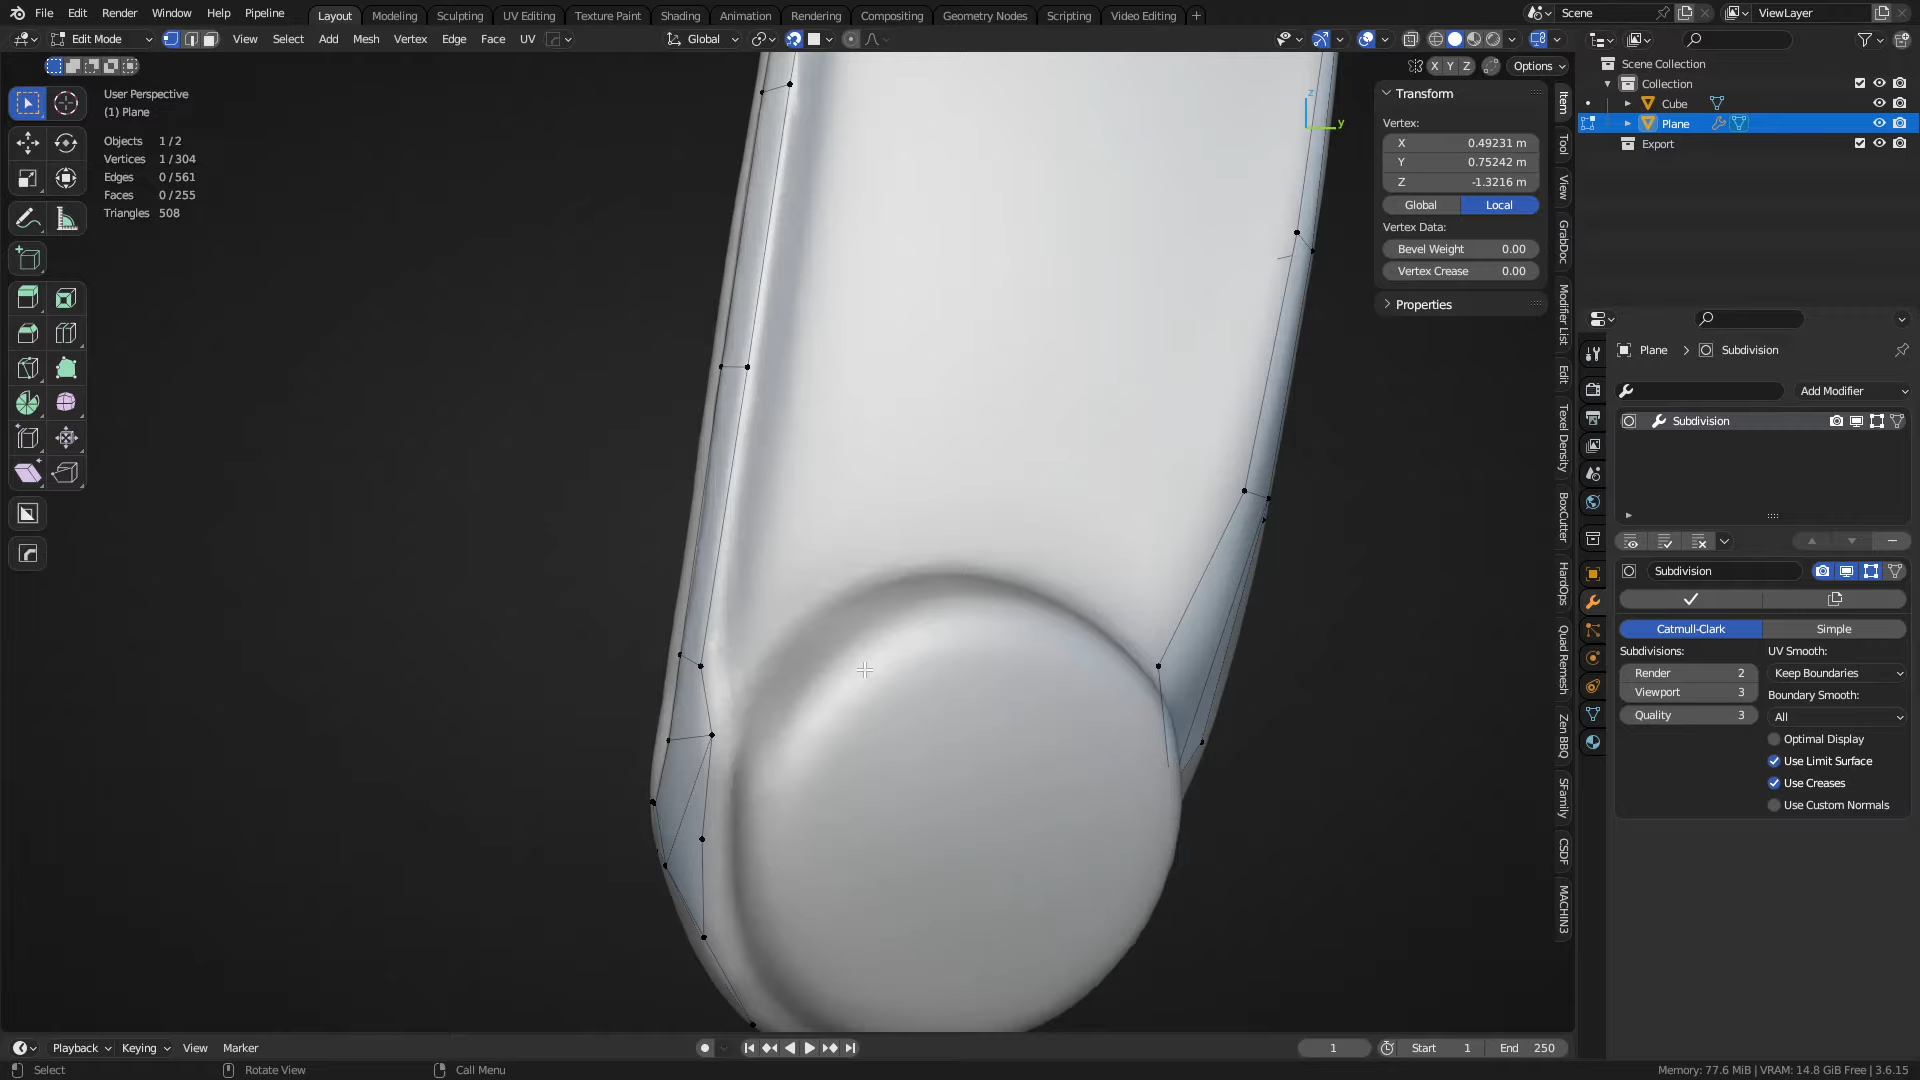 File Edit Render Window Help Pipeline Layout Modeling Sculpting UV Editing Texture Paint Shading Animation Rendering Compositing Geometry Nodes Scripting Video Editing + Scene ViewLayer
Edit Mode View Select Add Mesh Vertex Edge Face UV Global
X Y Z Options
User Perspective
(1) Plane
Objects 1 / 2
Vertices 1 / 304
Edges 0 / 561
Faces 0 / 255
Triangles 508
z
y
Transform
Vertex:
X 0.49231 m
Y 0.75242 m
Z -1.3216 m
Global Local
Vertex Data:
Bevel Weight 0.00
Vertex Crease 0.00
Properties
Item
Tool
View
GrabDoc
Modifier List
Edit
Texel Density
BoxCutter
HardOps
Quad Remesh
Zen BBQ
SFamily
CSDF
MACHIN3
Scene Collection
Collection
Cube
Plane
Export
Plane > Subdivision
Add Modifier
Subdivision
Subdivision
Catmull-Clark Simple
Subdivisions: UV Smooth:
Render 2 Keep Boundaries
Viewport 3 Boundary Smooth:
Quality 3 All
Optimal Display
Use Limit Surface
Use Creases
Use Custom Normals
Playback Keying View Marker 1 Start 1 End 250
Select Rotate View Call Menu Memory: 77.6 MiB | VRAM: 14.8 GiB Free | 3.6.15